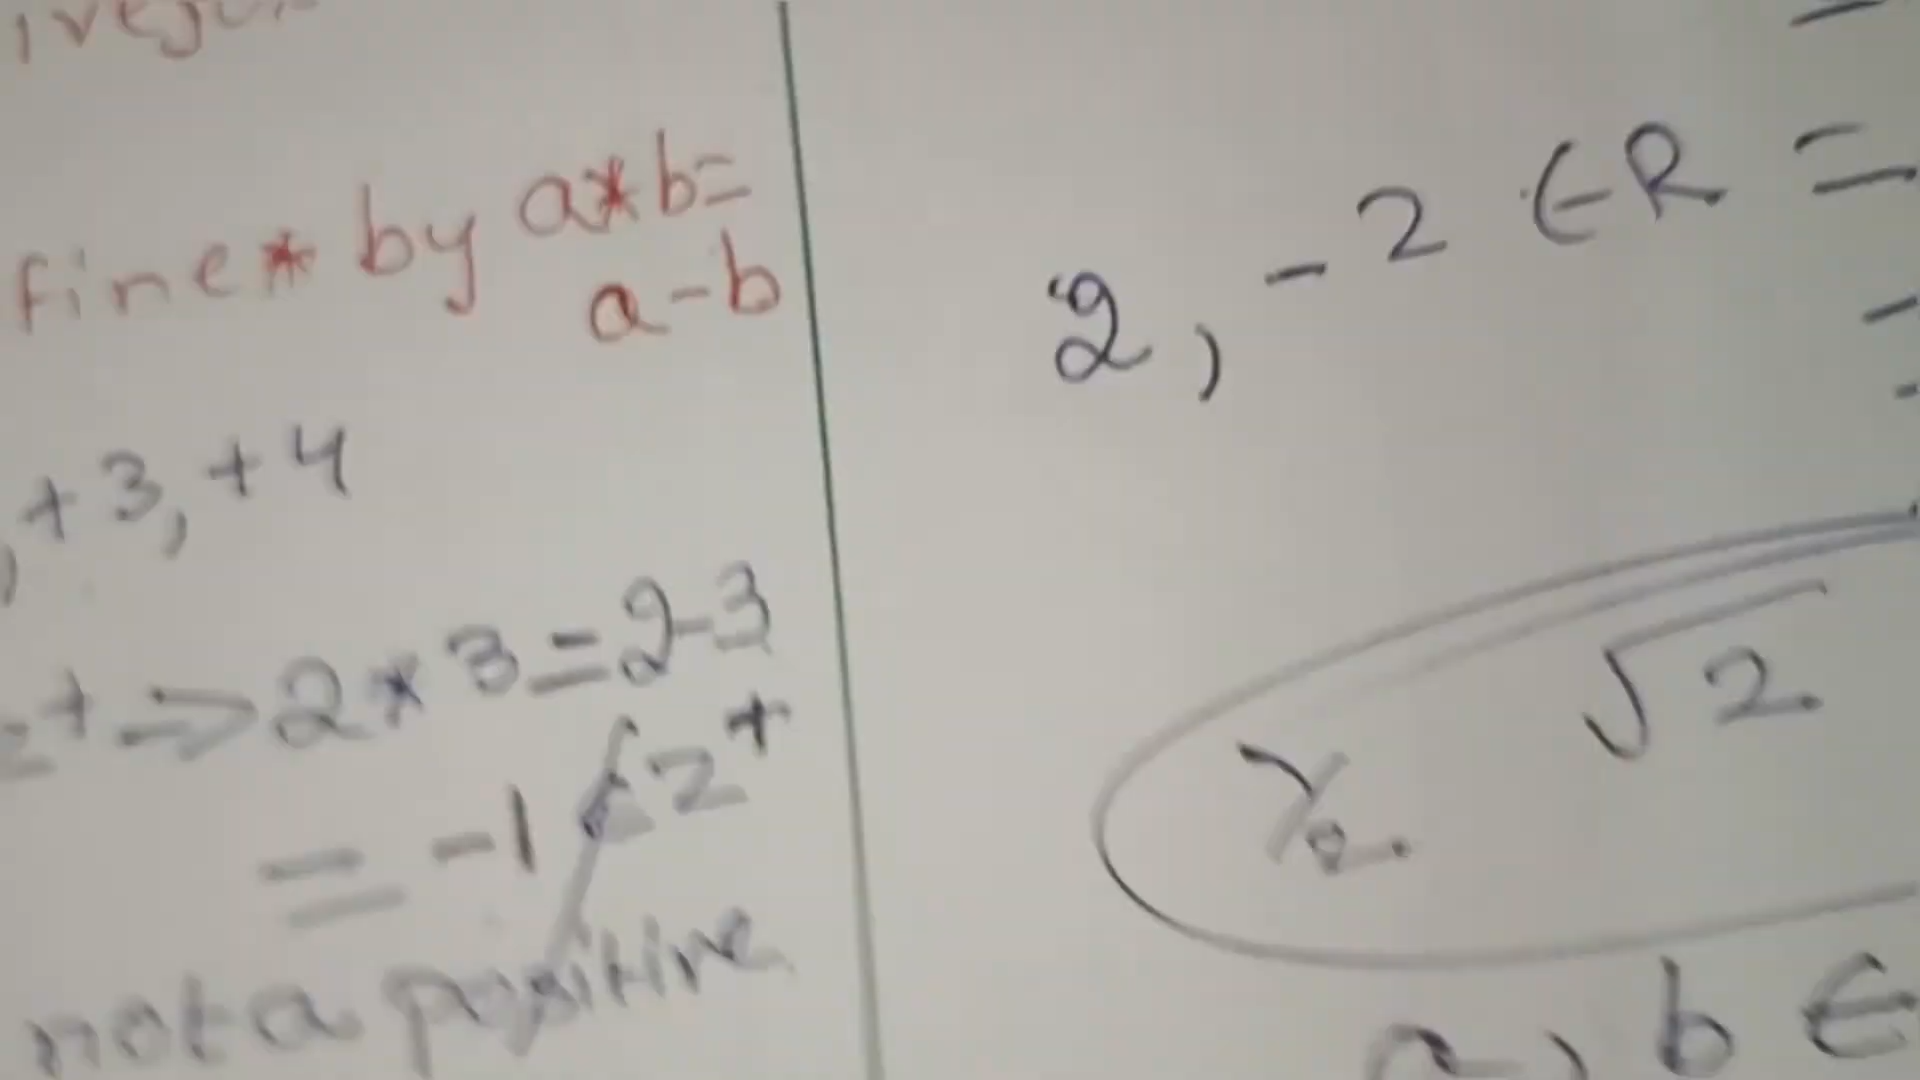 fine * by a*b=
a-b
, +3, +4
z+ ⇒ 2*3=2-3
= -1 ∉ z+
not a positive
2, -2 ∈ R =
√2
1/2
a, b ∈